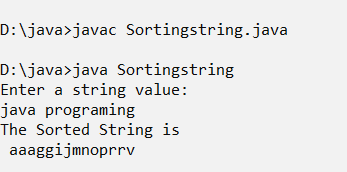 D:\java>javac Sortingstring.java
D:\java>java Sortingstring
Enter a string value:
java programing
The Sorted String is
 aaaggijmnoprrv